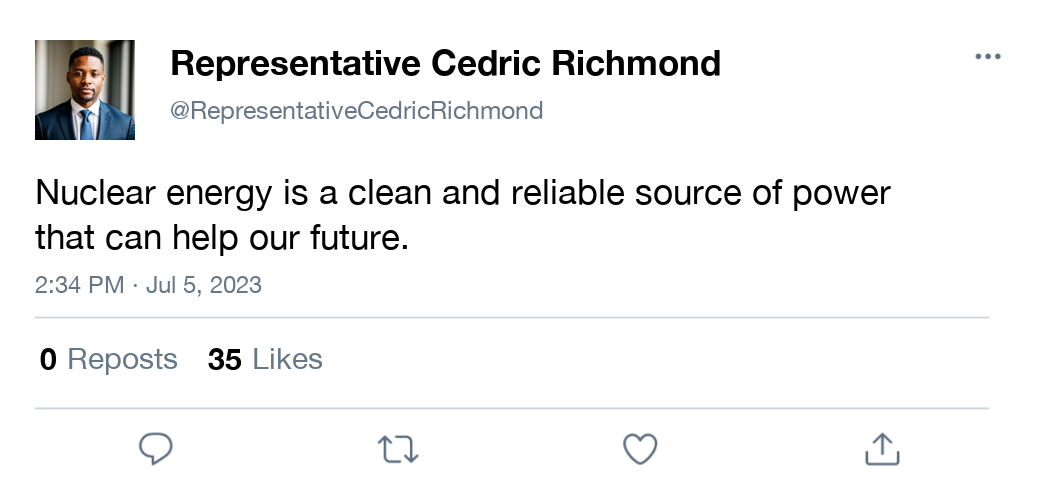 Representative Cedric Richmond
@RepresentativeCedricRichmond
Nuclear energy is a clean and reliable source of power
that can help our future.
2:34 PM · Jul 5, 2023
0 Reposts 35 Likes